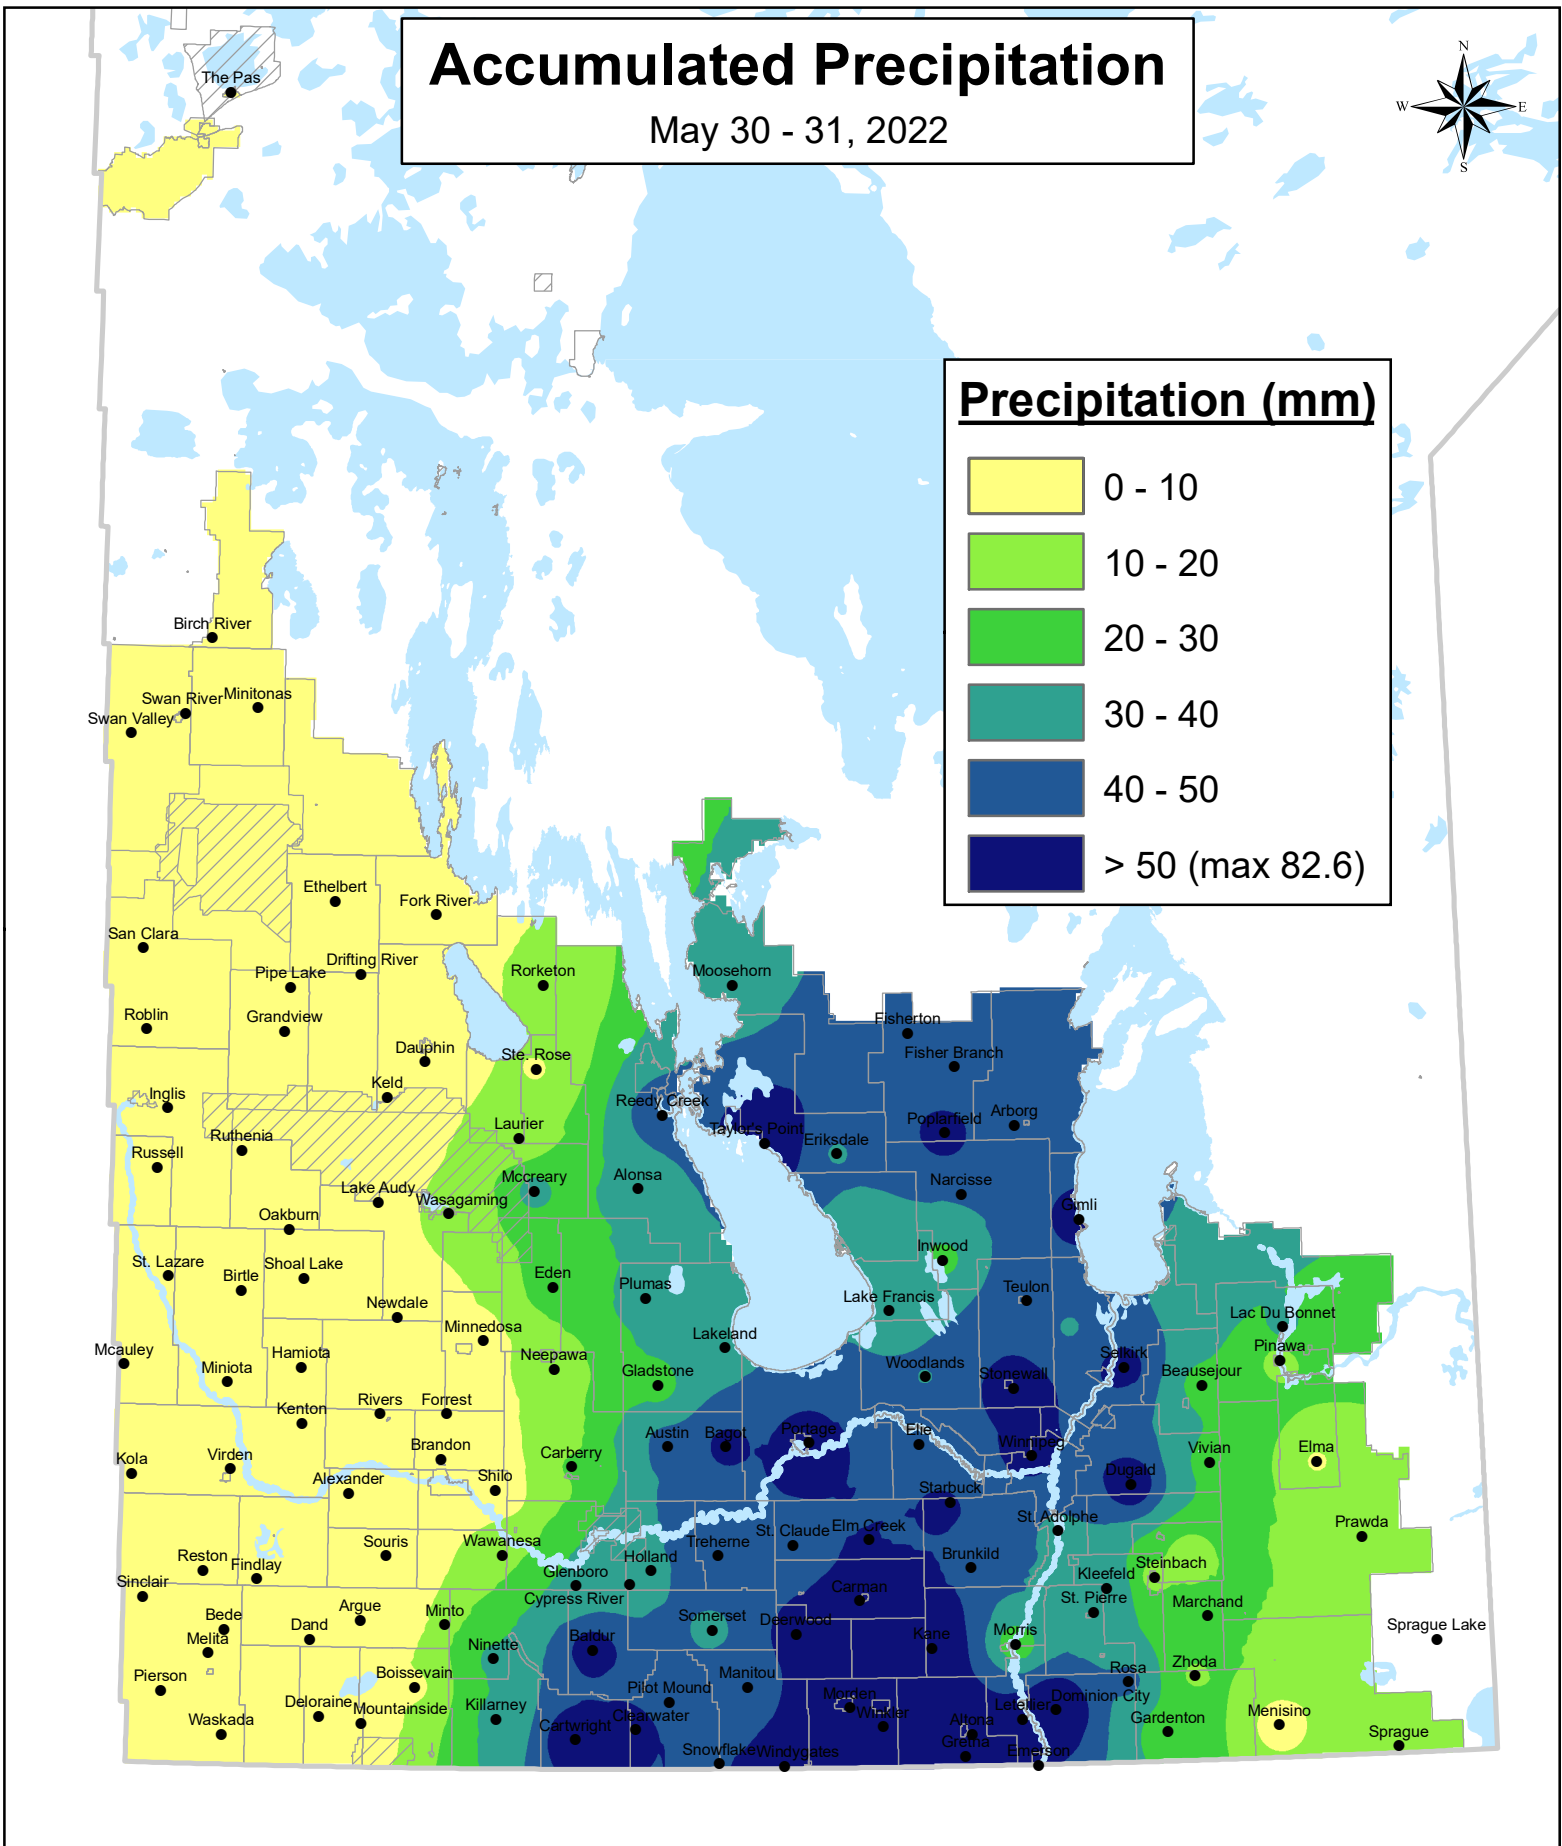 Accumulated Precipitation
May 30 - 31, 2022
N
W
E
S
The Pas
Precipitation (mm)
0 - 10
10 - 20
20 - 30
30 - 40
40 - 50
> 50 (max 82.6)
Birch River
Swan River
Minitonas
Swan Valley
Ethelbert
Fork River
San Clara
Drifting River
Pipe Lake
Rorketon
Moosehorn
Roblin
Grandview
Fisherton
Dauphin
Ste. Rose
Fisher Branch
Keld
Inglis
Reedy Creek
Laurier
Taylor's Point
Poplarfield
Arborg
Ruthenia
Eriksdale
Russell
Mccreary
Alonsa
Narcisse
Lake Audy
Wasagaming
Oakburn
Gimli
St. Lazare
Birtle
Shoal Lake
Eden
Plumas
Inwood
Teulon
Newdale
Lake Francis
Lac Du Bonnet
Minnedosa
Lakeland
Mcauley
Miniota
Hamiota
Neepawa
Gladstone
Woodlands
Stonewall
Selkirk
Beausejour
Pinawa
Kenton
Rivers
Forrest
Austin
Bagot
Portage
Elie
Winnipeg
Kola
Virden
Brandon
Carberry
Vivian
Elma
Alexander
Shilo
Dugald
Starbuck
St. Adolphe
Prawda
Souris
Wawanesa
Treherne
St. Claude
Elm Creek
Brunkild
Reston
Findlay
Glenboro
Holland
Steinbach
Kleefeld
Sinclair
Cypress River
Carman
St. Pierre
Marchand
Bede
Argue
Minto
Dand
Somerset
Deerwood
Sprague Lake
Melita
Ninette
Baldur
Kane
Morris
Pierson
Boissevain
Pilot Mound
Manitou
Rosa
Zhoda
Deloraine
Mountainside
Killarney
Morden
Letellier
Dominion City
Waskada
Cartwright
Clearwater
Winkler
Altona
Gardenton
Menisino
Sprague
Snowflake
Windygates
Gretna
Emerson